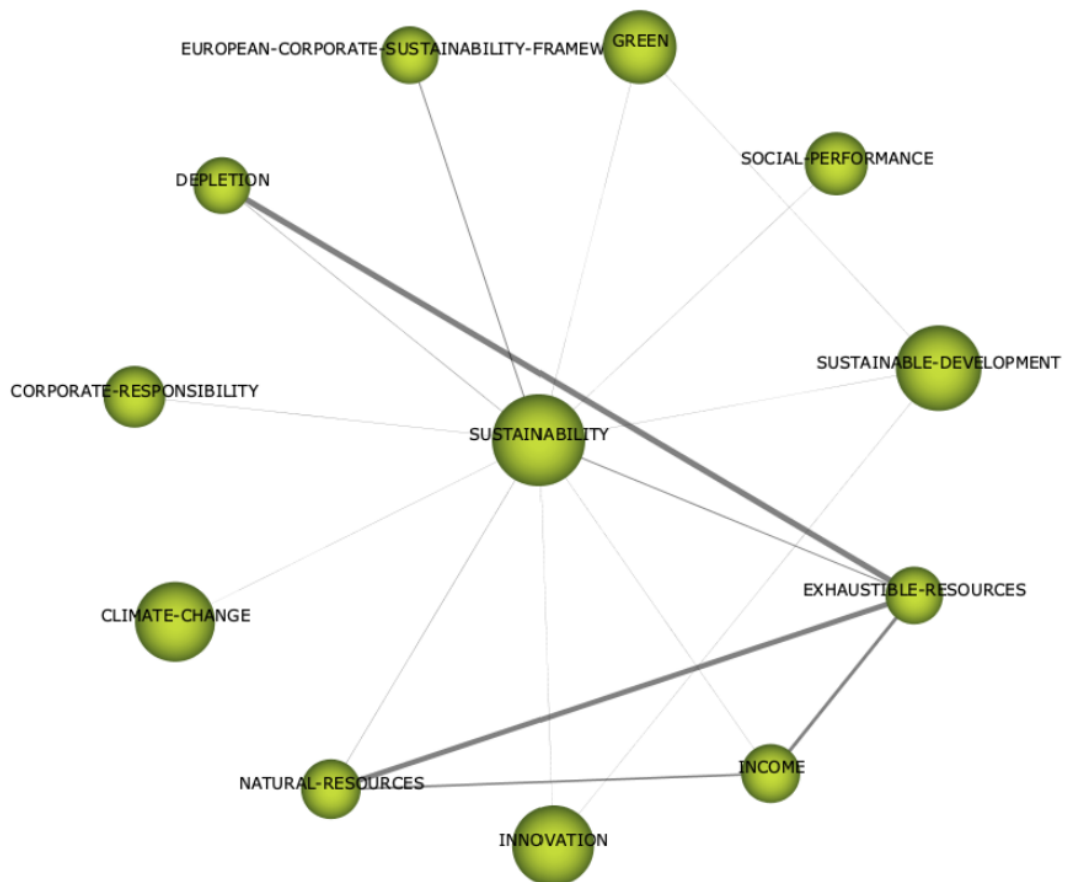 EUROPEAN-CORPORATE-SUSTAINABILITY-FRAMEW
GREEN
SOCIAL-PERFORMANCE
DEPLETION
SUSTAINABLE-DEVELOPMENT
CORPORATE-RESPONSIBILITY
SUSTAINABILITY
EXHAUSTIBLE-RESOURCES
CLIMATE-CHANGE
INCOME
NATURAL-RESOURCES
INNOVATION